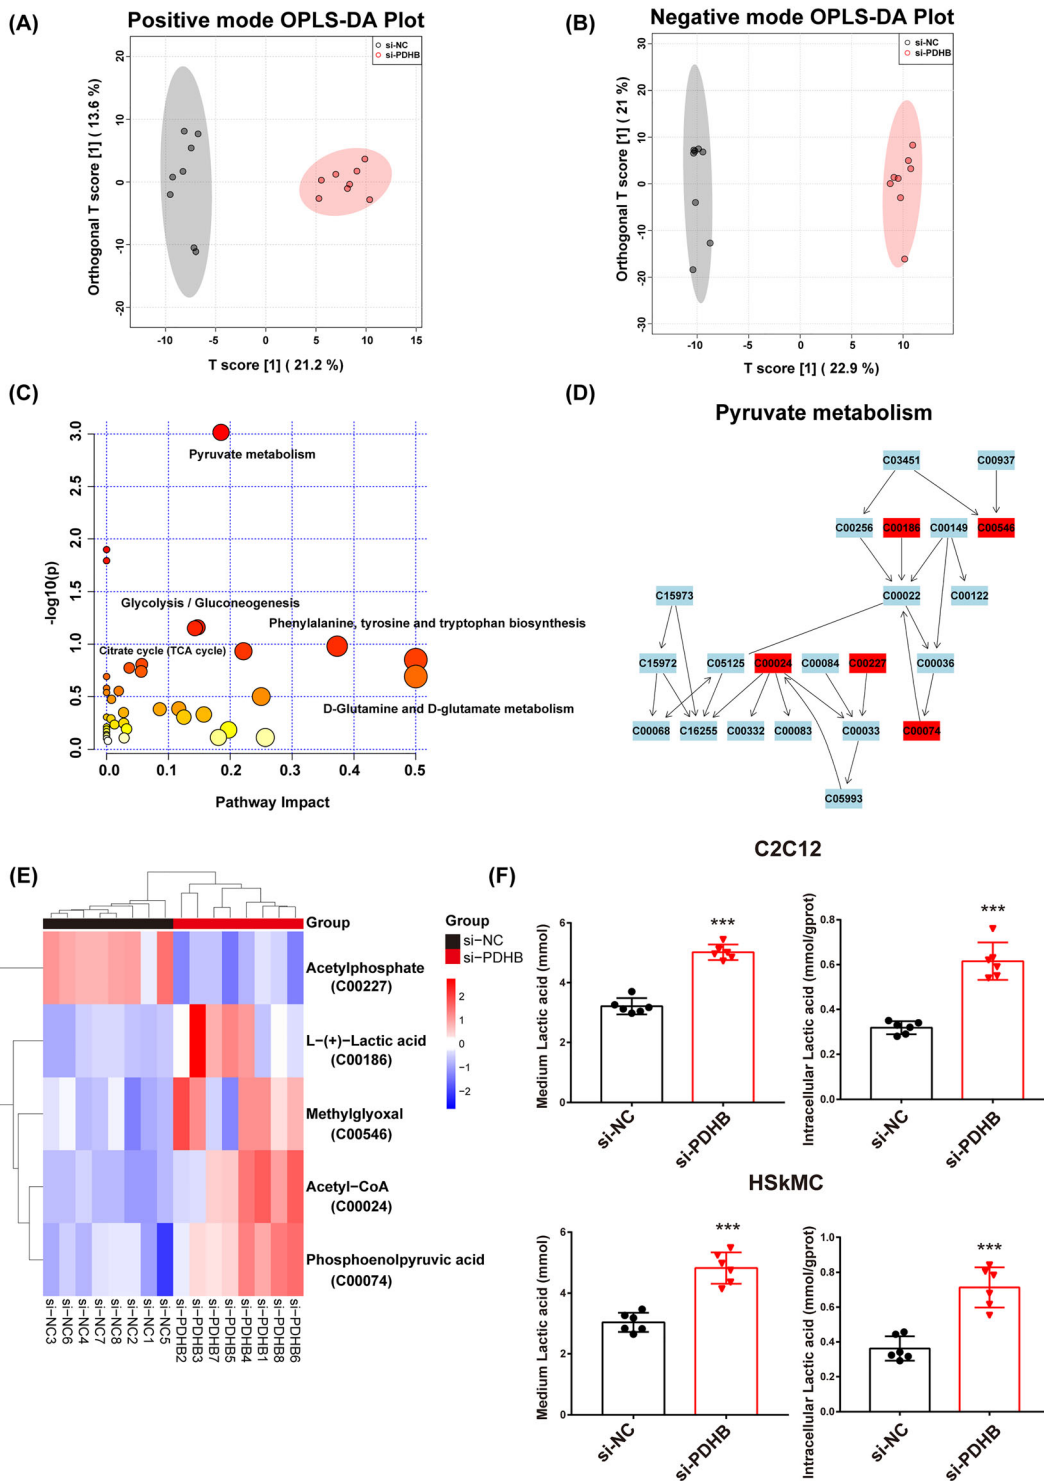 (A)
Positive mode OPLS-DA Plot
si-NC
si-PDHB
Orthogonal T score [1] ( 13.6 %)
20
10
0
-10
-20
-10
-5
0
5
10
15
T score [1] ( 21.2 %)
(B)
Negative mode OPLS-DA Plot
si-NC
si-PDHB
Orthogonal T score [1] ( 21 %)
30
20
10
0
-10
-20
-30
-10
-5
0
5
10
T score [1] ( 22.9 %)
(C)
-log10(p)
3.0
2.5
2.0
1.5
1.0
0.5
0.0
Pyruvate metabolism
Glycolysis / Gluconeogenesis
Phenylalanine, tyrosine and tryptophan biosynthesis
Citrate cycle (TCA cycle)
D-Glutamine and D-glutamate metabolism
0.0
0.1
0.2
0.3
0.4
0.5
Pathway Impact
(D)
Pyruvate metabolism
C03451
C00937
C00256
C00186
C00149
C00546
C15973
C00022
C00122
C15972
C05125
C00024
C00084
C00227
C00036
C00068
C16255
C00332
C00083
C00033
C00074
C05993
(E)
Group
Acetylphosphate
(C00227)
L-(+)-Lactic acid
(C00186)
Methylglyoxal
(C00546)
Acetyl-CoA
(C00024)
Phosphoenolpyruvic acid
(C00074)
Group
si-NC
si-PDHB
2
1
0
-1
-2
si-NC3
si-NC6
si-NC4
si-NC7
si-NC8
si-NC2
si-NC1
si-NC5
si-PDHB2
si-PDHB3
si-PDHB7
si-PDHB5
si-PDHB4
si-PDHB1
si-PDHB8
si-PDHB6
(F)
C2C12
Medium Lactic acid (mmol)
6
4
2
0
***
si-NC
si-PDHB
Intracellular Lactic acid (mmol/gprot)
0.8
0.6
0.4
0.2
0.0
***
si-NC
si-PDHB
HSkMC
Medium Lactic acid (mmol)
6
4
2
0
***
si-NC
si-PDHB
Intracellular Lactic acid (mmol/gprot)
1.0
0.8
0.6
0.4
0.2
0.0
***
si-NC
si-PDHB